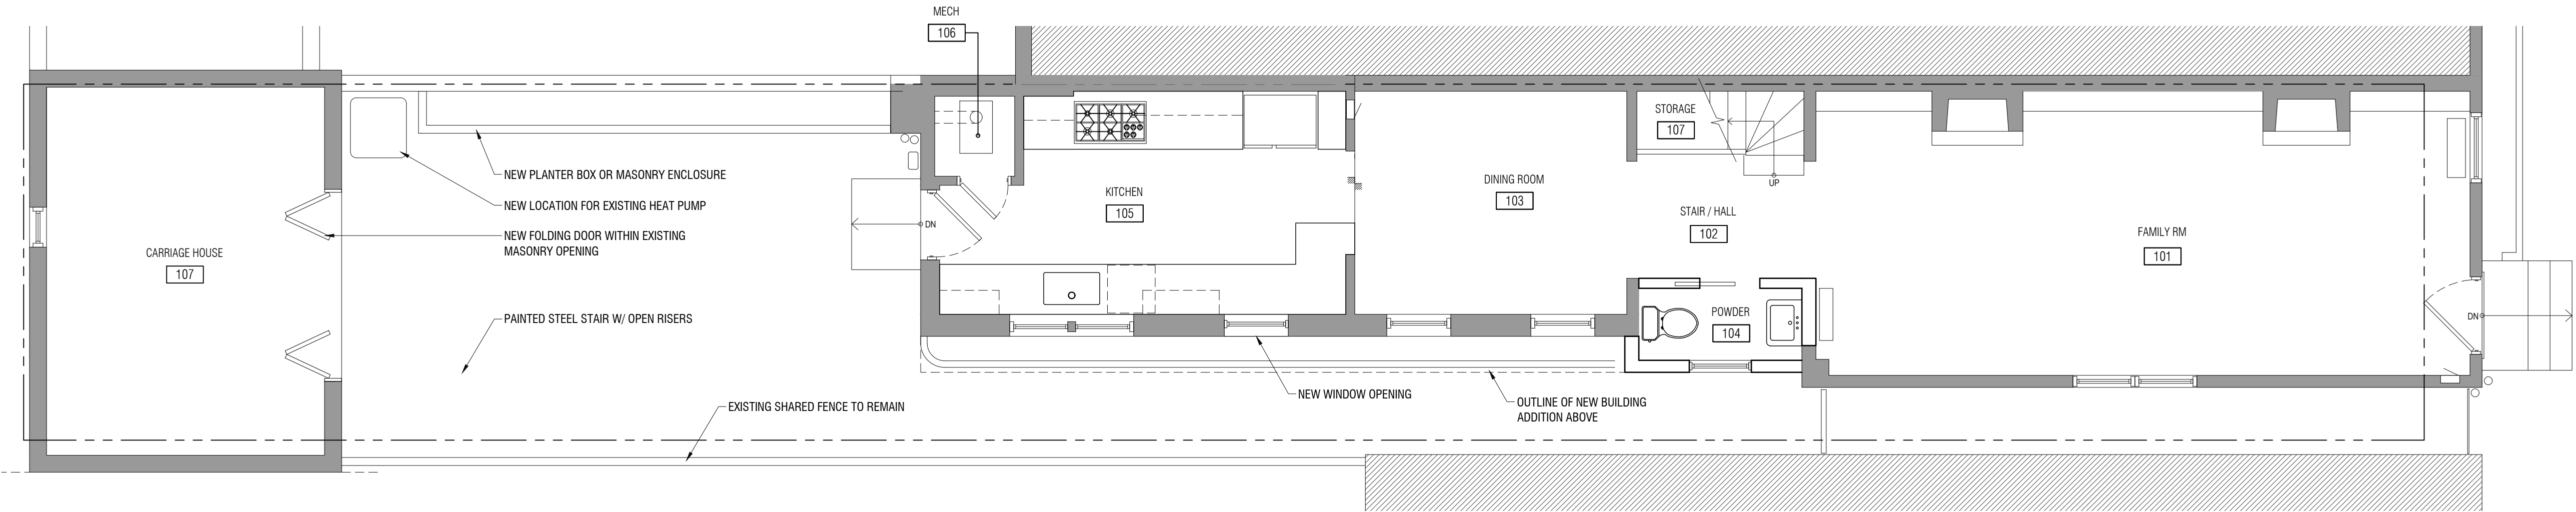 MECH
106
STORAGE
107
UP
NEW PLANTER BOX OR MASONRY ENCLOSURE
NEW LOCATION FOR EXISTING HEAT PUMP
NEW FOLDING DOOR WITHIN EXISTING
MASONRY OPENING
CARRIAGE HOUSE
107
DN
KITCHEN
105
DINING ROOM
103
STAIR / HALL
102
FAMILY RM
101
PAINTED STEEL STAIR W/ OPEN RISERS
POWDER
104
DN
EXISTING SHARED FENCE TO REMAIN
NEW WINDOW OPENING
OUTLINE OF NEW BUILDING
ADDITION ABOVE